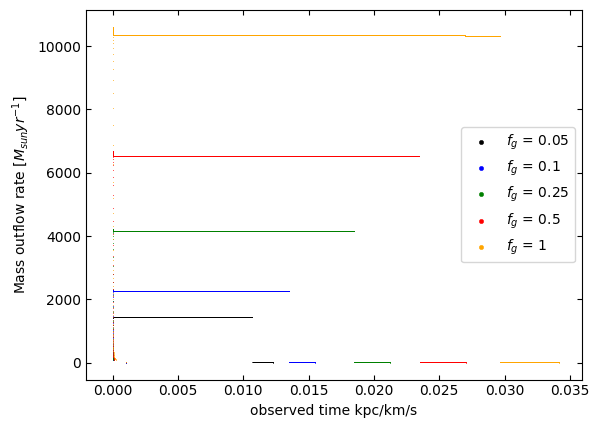 10000
8000
6000
4000
2000
0
Mass outflow rate [$M_{sun}yr^{-1}$]
$f_g$ = 0.05
$f_g$ = 0.1
$f_g$ = 0.25
$f_g$ = 0.5
$f_g$ = 1
0.000 0.005 0.010 0.015 0.020 0.025 0.030 0.035
observed time kpc/km/s